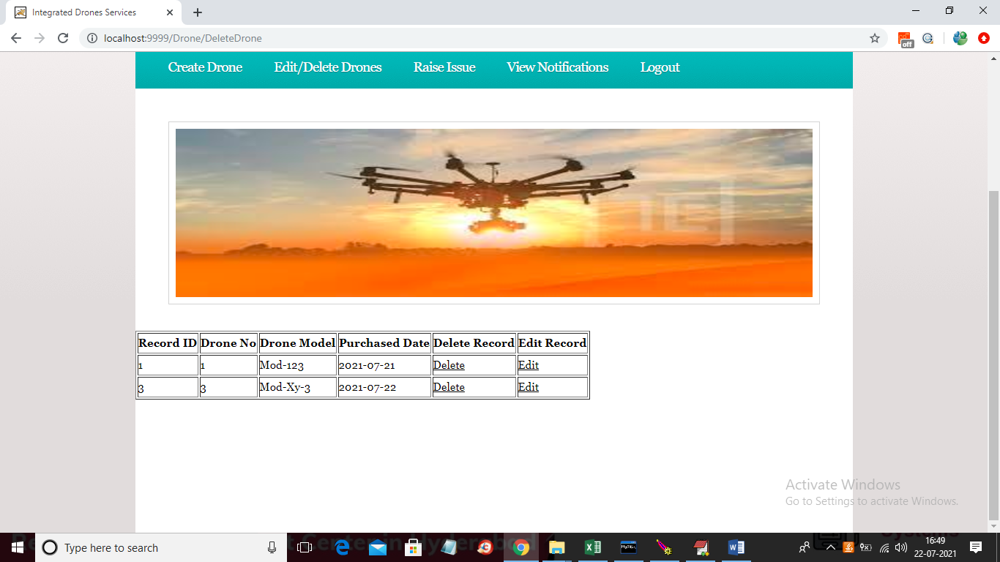 Integrated Drones Services
localhost:9999/Drone/DeleteDrone
off
Create Drone Edit/Delete Drones Raise Issue View Notifications Logout
Record ID Drone No Drone Model Purchased Date Delete Record Edit Record
1 1 Mod-123 2021-07-21 Delete Edit
3 3 Mod-Xy-3 2021-07-22 Delete Edit
Activate Windows
Go to Settings to activate Windows.
Type here to search
16:49
22-07-2021